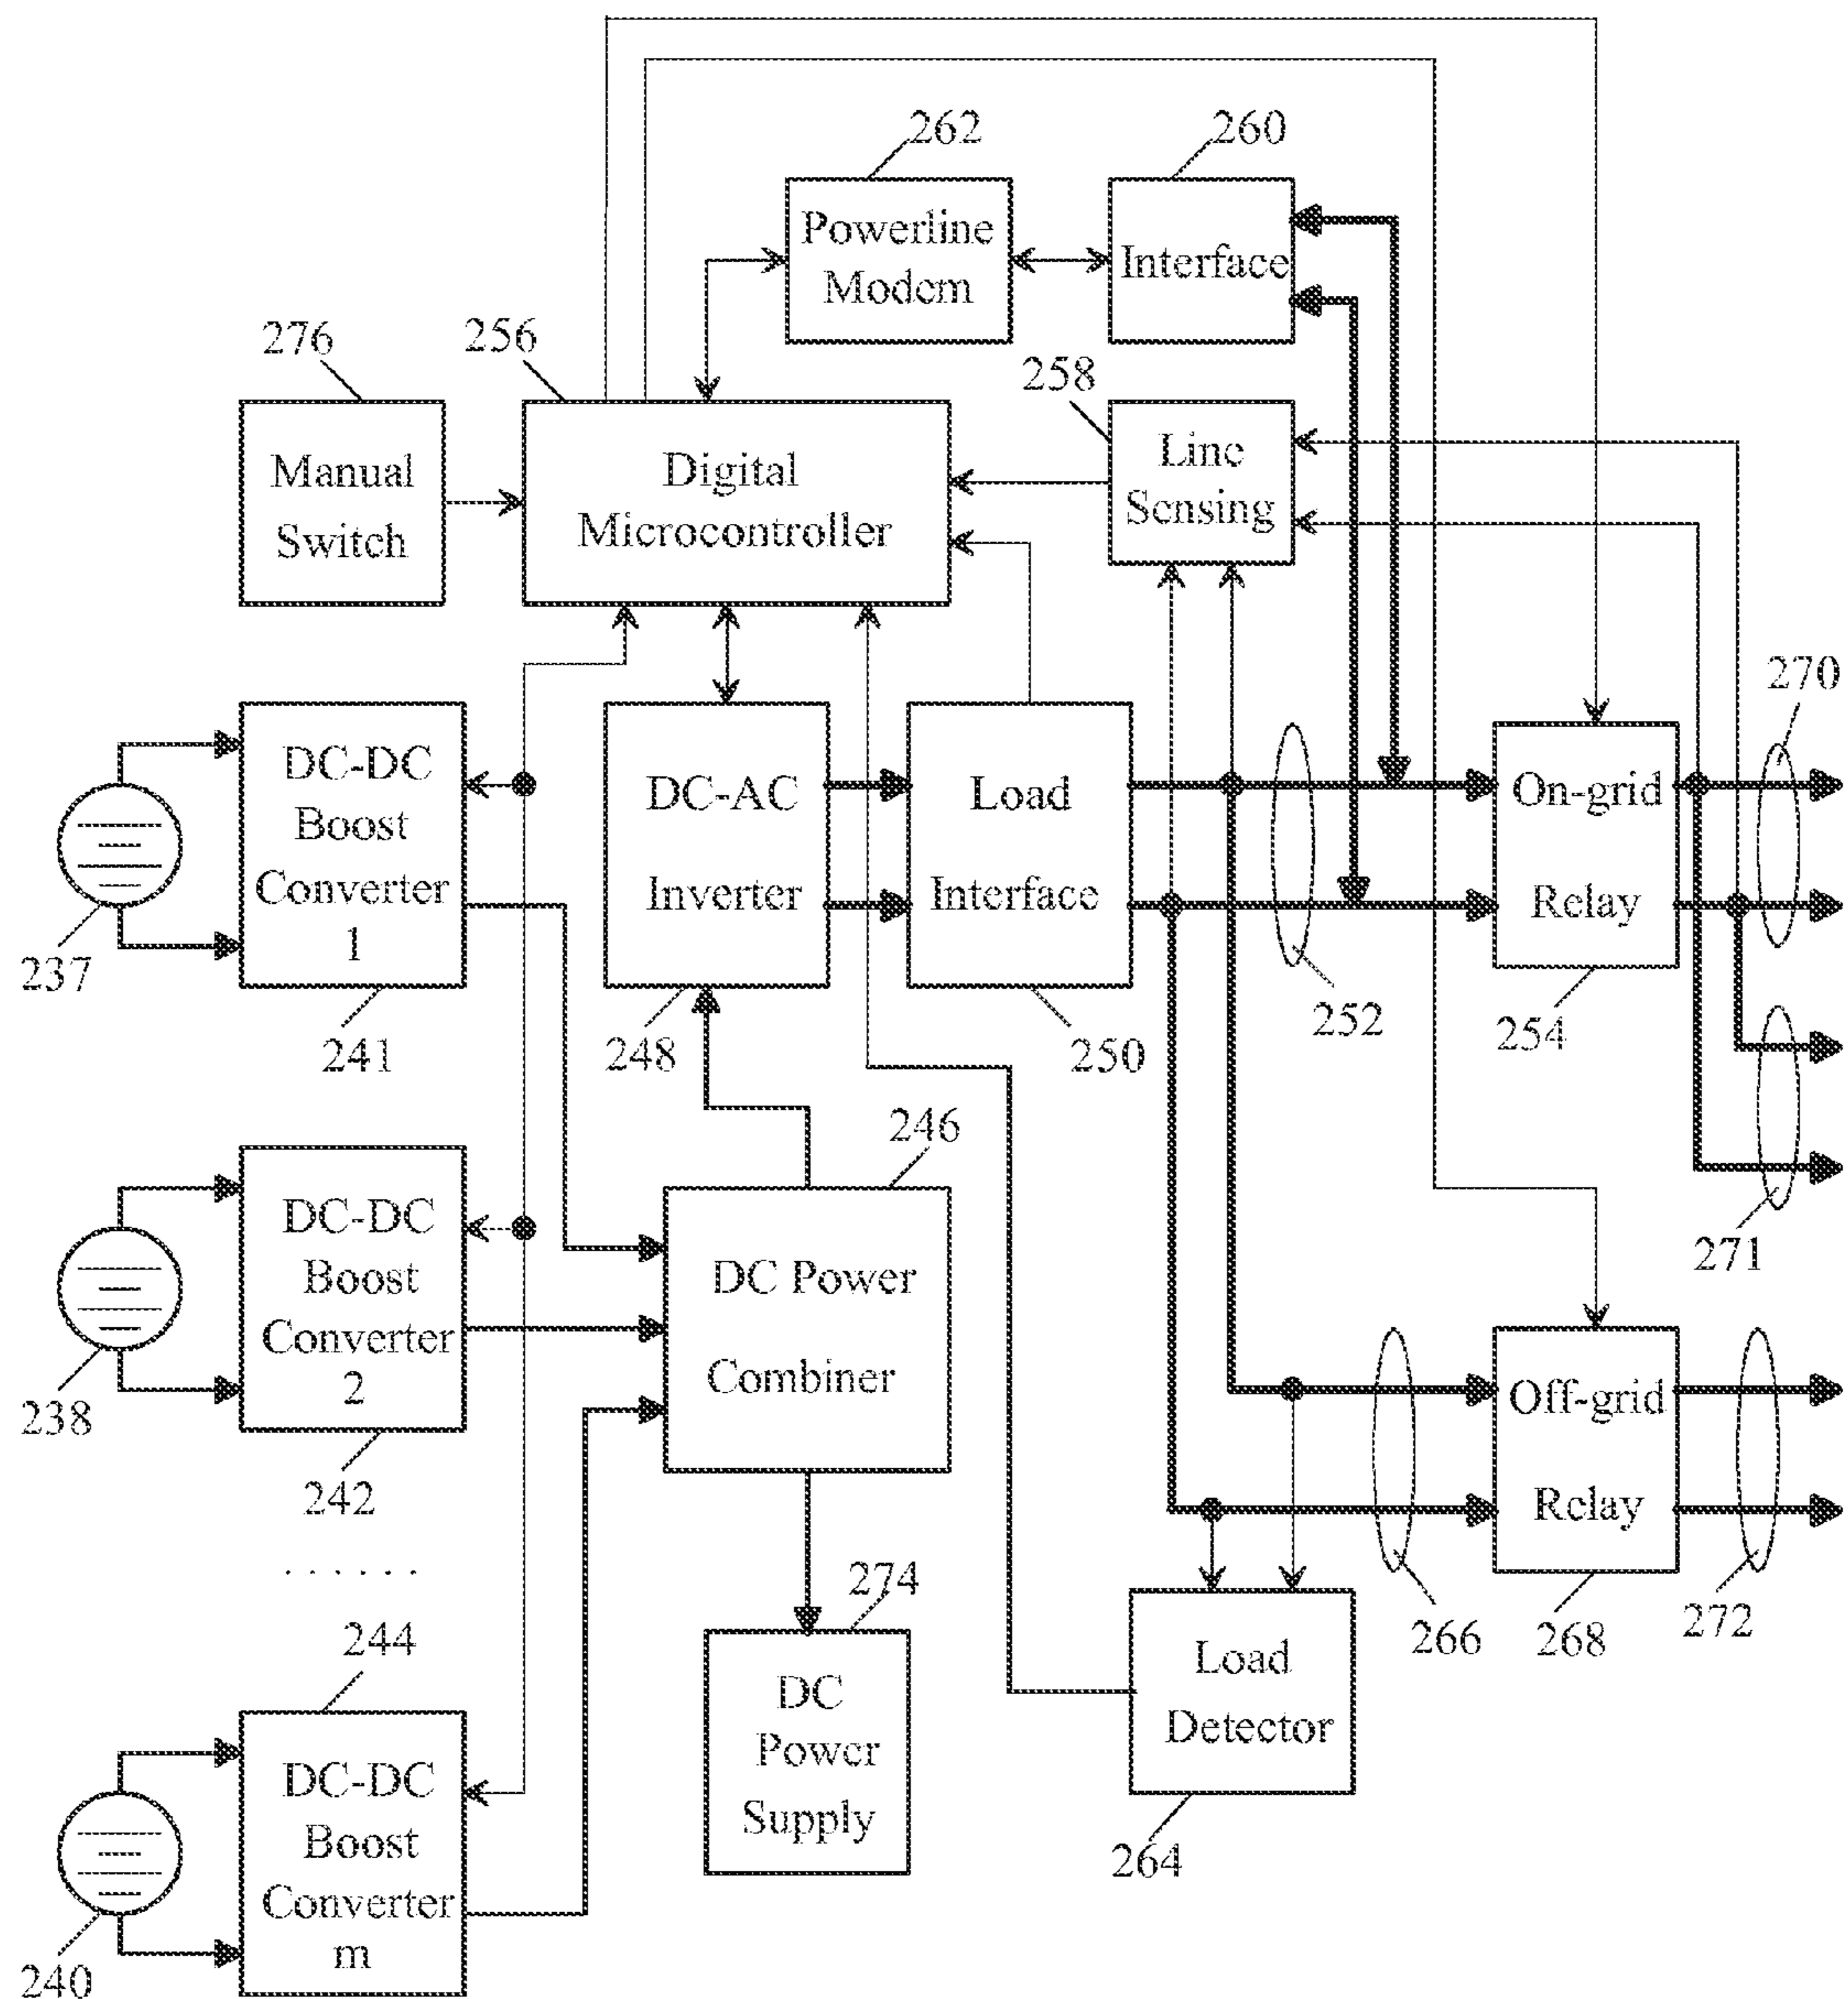 262
260
Powerline
Modem
Interface
276
256
258
Manual
Switch
Digital
Microcontroller
Line
Sensing
270
DC-DC
Boost
Converter
1
DC-AC
Inverter
Load
Interface
On-grid
Relay
237
241
248
250
252
254
246
271
DC-DC
Boost
Converter
2
DC Power
Combiner
Off-grid
Relay
238
242
......
274
266
268
272
244
Load
Detector
DC
Power
Supply
DC-DC
Boost
Converter
m
264
240